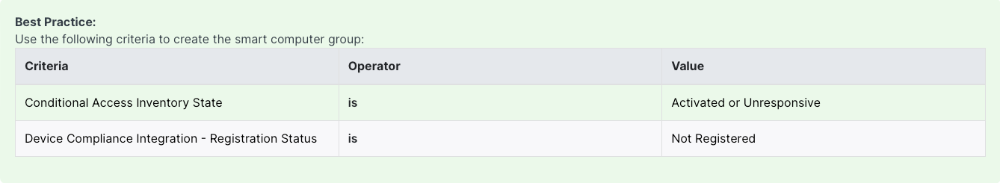 Best Practice:
Use the following criteria to create the smart computer group:
Criteria Operator Value
Conditional Access Inventory State is Activated or Unresponsive
Device Compliance Integration - Registration Status is Not Registered